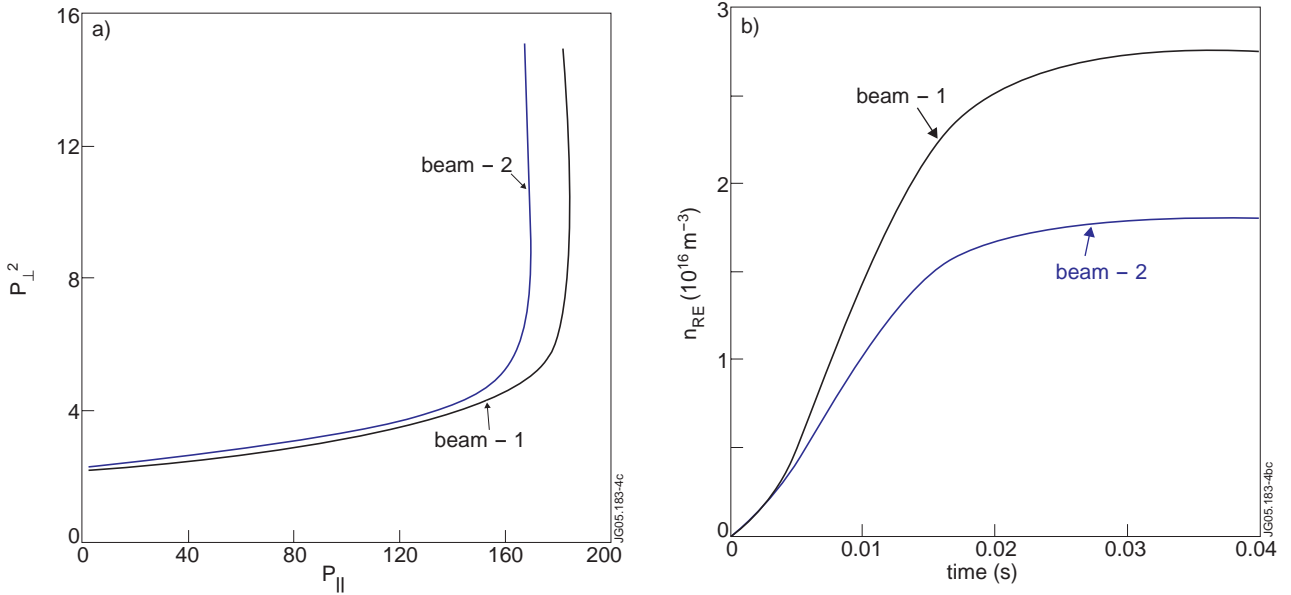 a)
16
12
8
4
0
P⊥²
beam – 2
beam – 1
0 40 80 120 160 200
P||
JG05.183-4c
b)
3
2
1
0
n_RE (10¹⁶ m⁻³)
beam – 1
beam – 2
0 0.01 0.02 0.03 0.04
time (s)
JG05.183-4bc